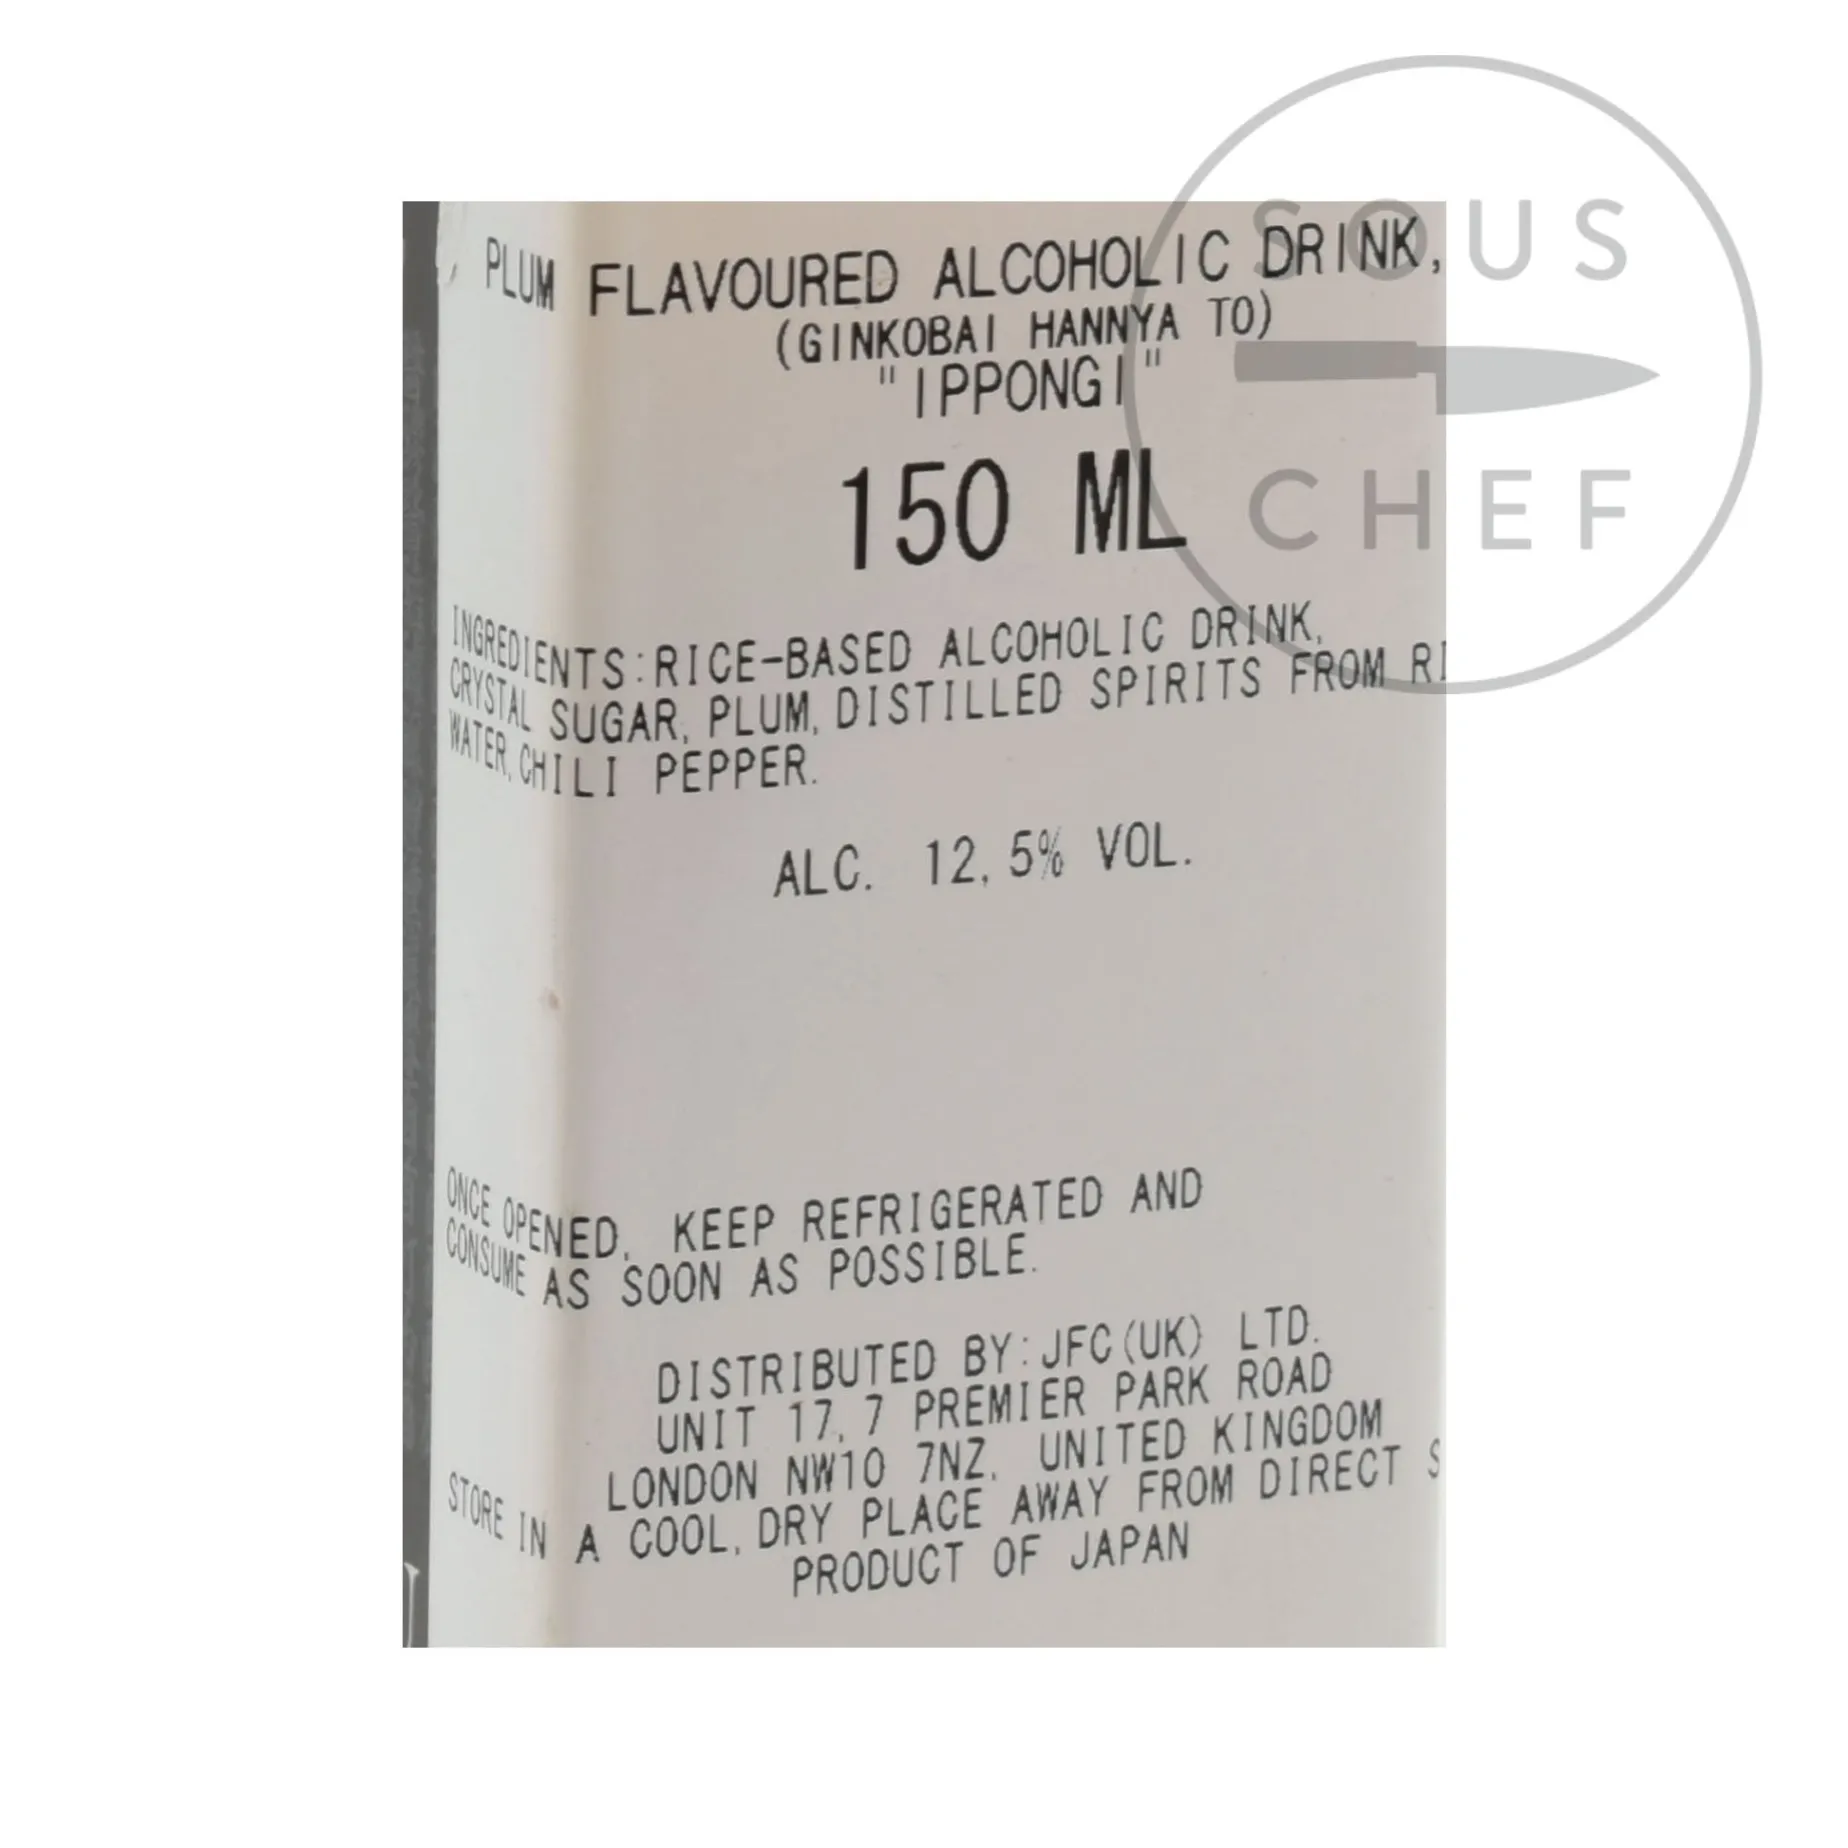 SOUS
CHEF
PLUM FLAVOURED ALCOHOLIC DRINK,
(GINKOBAI HANNYA TO)
"IPPONGI"
150 ML
INGREDIENTS:RICE-BASED ALCOHOLIC DRINK,
CRYSTAL SUGAR, PLUM, DISTILLED SPIRITS FROM RI
WATER, CHILI PEPPER.
ALC. 12,5% VOL.
ONCE OPENED, KEEP REFRIGERATED AND
CONSUME AS SOON AS POSSIBLE.
DISTRIBUTED BY:JFC(UK) LTD.
UNIT 17, 7 PREMIER PARK ROAD
LONDON NW10 7NZ, UNITED KINGDOM
STORE IN A COOL, DRY PLACE AWAY FROM DIRECT S
PRODUCT OF JAPAN